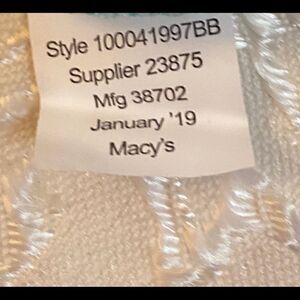 Style 100041997BB
Supplier 23875
Mfg 38702
January '19
Macy's